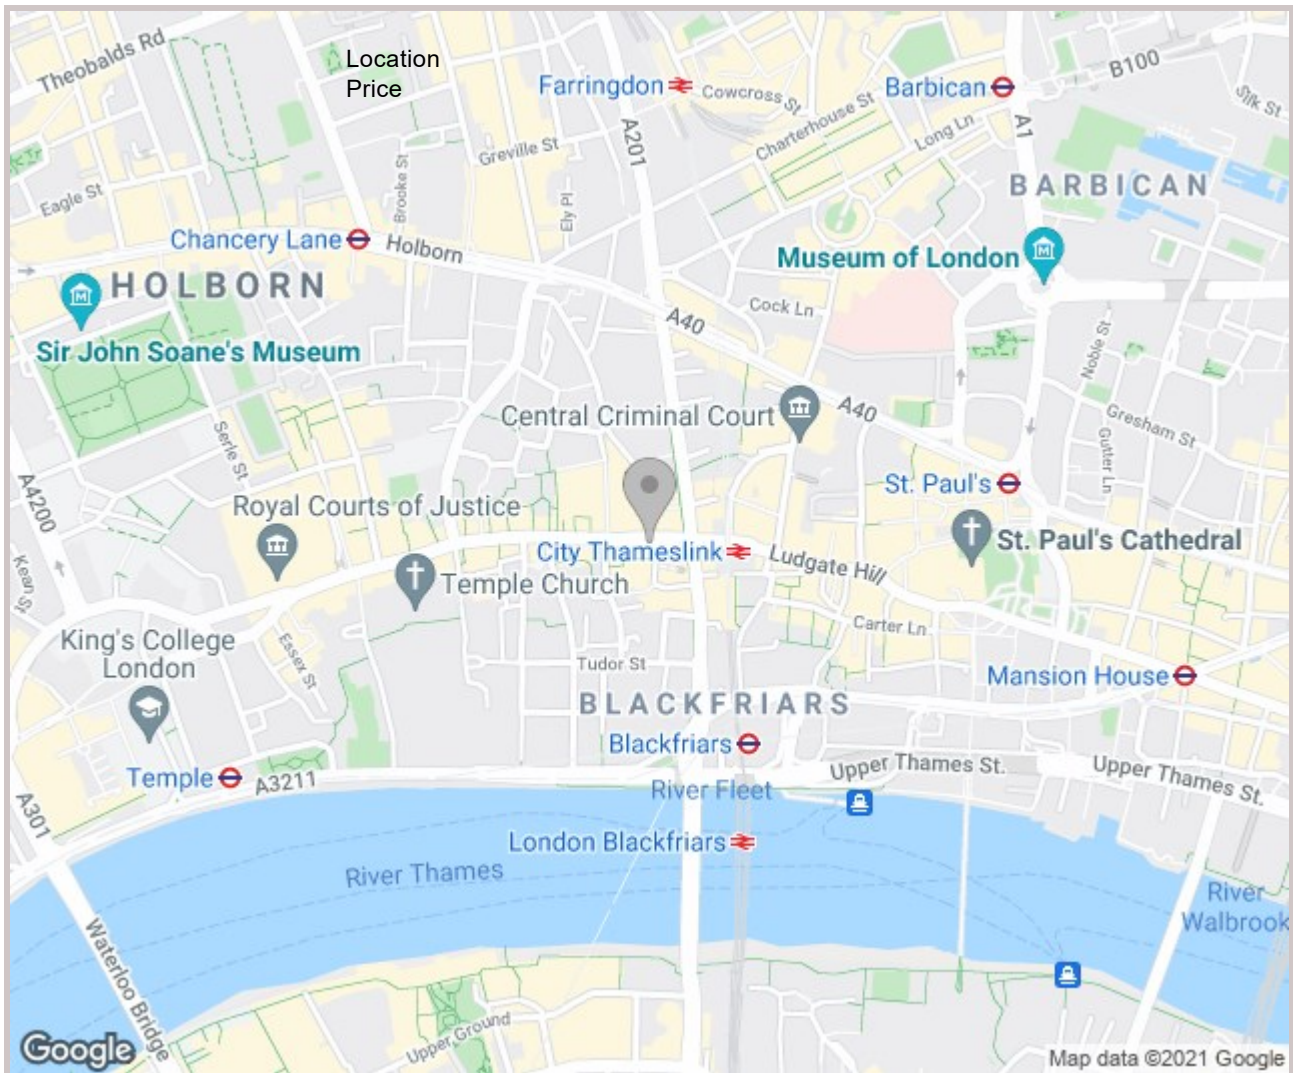 Theobalds Rd
Location
Price
Farringdon
Cowcross St
Barbican
B100
Silk St
A201
Charterhouse St
Long Ln
A1
Greville St
Brooke St
Eagle St
Ely Pl
BARBICAN
Chancery Lane
Holborn
Museum of London
HOLBORN
Cock Ln
A40
Noble St
Sir John Soane's Museum
A40
Central Criminal Court
Gresham St
Serle St
Gutter Ln
St. Paul's
A4200
Royal Courts of Justice
St. Paul's Cathedral
City Thameslink
Ludgate Hill
Kean St
Temple Church
King's College
London
Essex St
Carter Ln
Tudor St
Mansion House
BLACKFRIARS
Blackfriars
Upper Thames St.
Upper Thames St.
Temple
A3211
River Fleet
A301
London Blackfriars
River Thames
River
Walbrook
Waterloo Bridge
Upper Ground
Google
Map data ©2021 Google